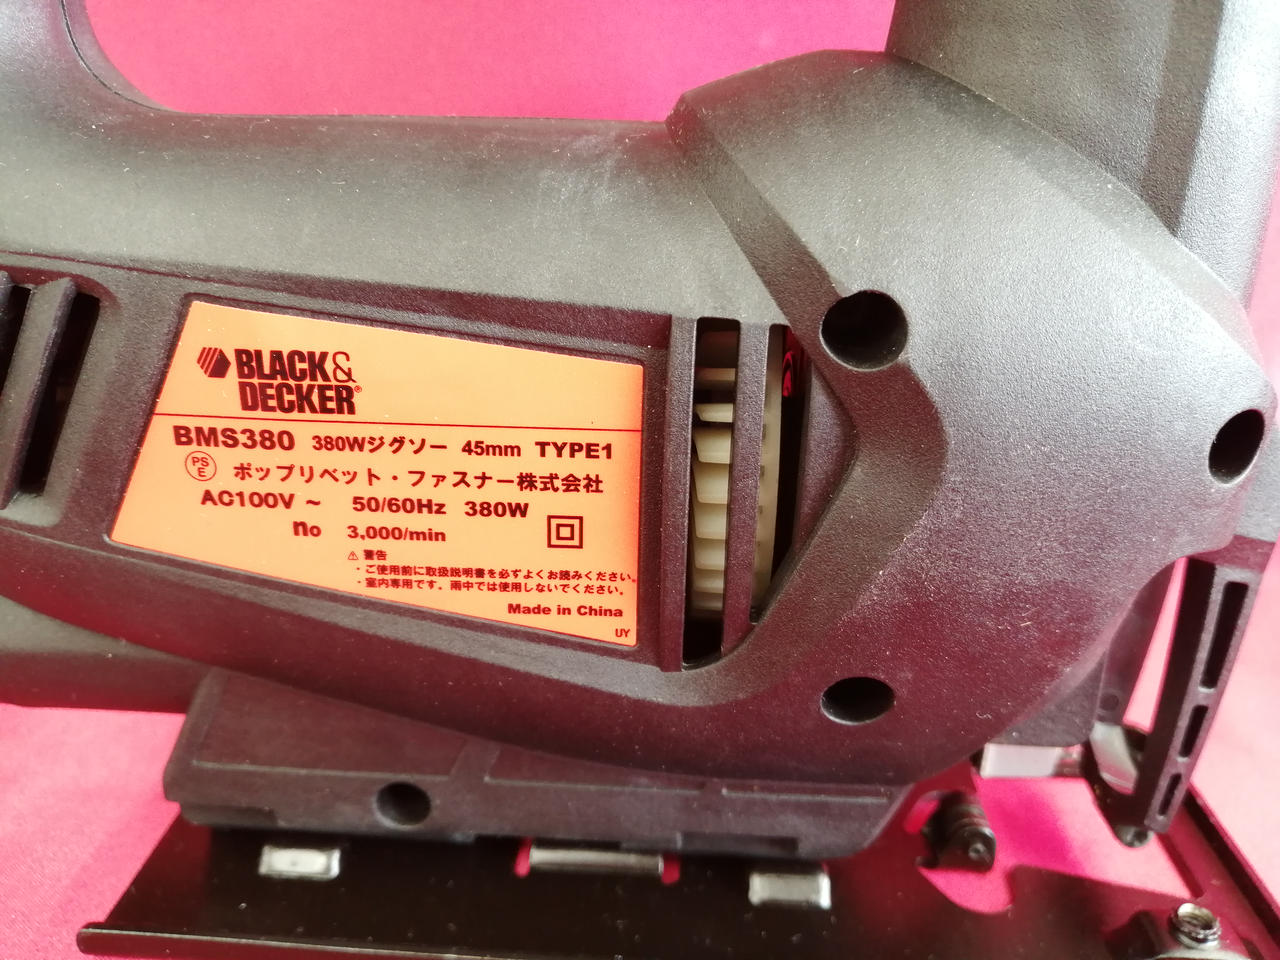 BLACK&
DECKER®
BMS380 380Wジグソー 45mm TYPE1
PS
E
ポップリベット・ファスナー株式会社
AC100V ~ 50/60Hz 380W
no 3,000/min
⚠ 警告
・ご使用前に取扱説明書を必ずよくお読みください。
・室内専用です。雨中では使用しないでください。
Made in China
UY